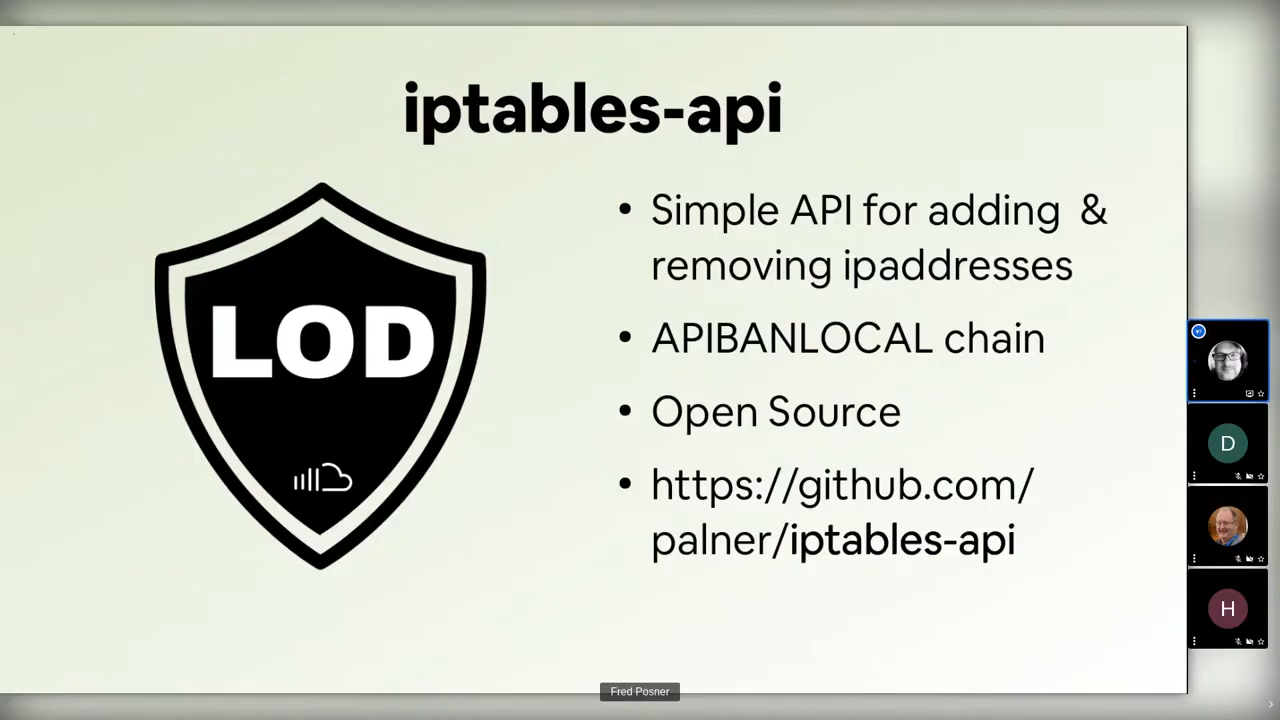 iptables-api
LOD
• Simple API for adding & 
removing ipaddresses
• APIBANLOCAL chain
• Open Source
• https://github.com/
palner/iptables-api
D
H
Fred Posner